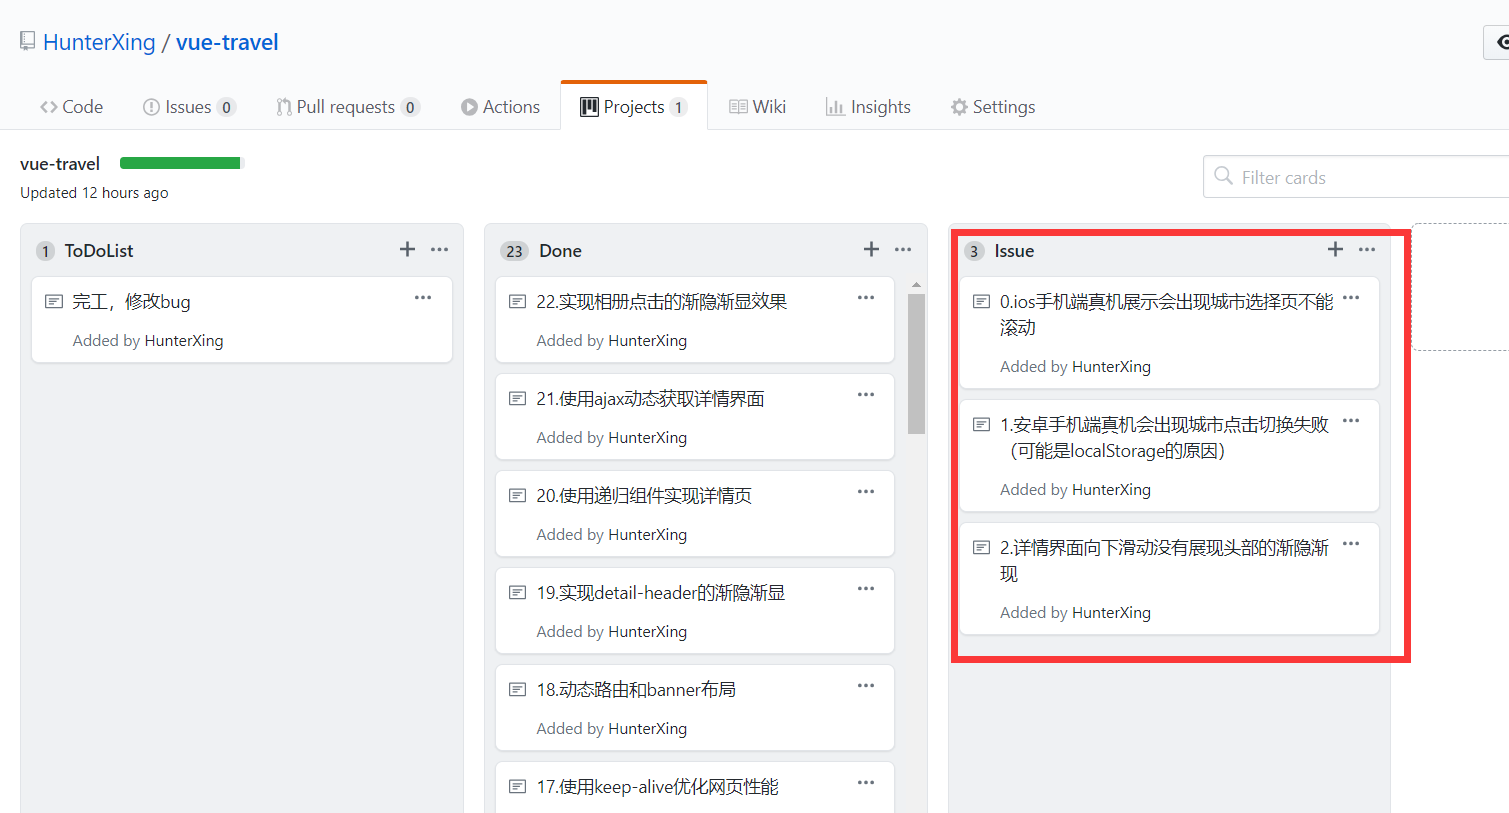 HunterXing / vue-travel
Code
Issues 0
Pull requests 0
Actions
Projects 1
Wiki
Insights
Settings
vue-travel
Updated 12 hours ago
Filter cards
1 ToDoList
完工，修改bug
Added by HunterXing
23 Done
22.实现相册点击的渐隐渐显效果
Added by HunterXing
21.使用ajax动态获取详情界面
Added by HunterXing
20.使用递归组件实现详情页
Added by HunterXing
19.实现detail-header的渐隐渐显
Added by HunterXing
18.动态路由和banner布局
Added by HunterXing
17.使用keep-alive优化网页性能
3 Issue
0.ios手机端真机展示会出现城市选择页不能
滚动
Added by HunterXing
1.安卓手机端真机会出现城市点击切换失败
（可能是localStorage的原因）
Added by HunterXing
2.详情界面向下滑动没有展现头部的渐隐渐
现
Added by HunterXing